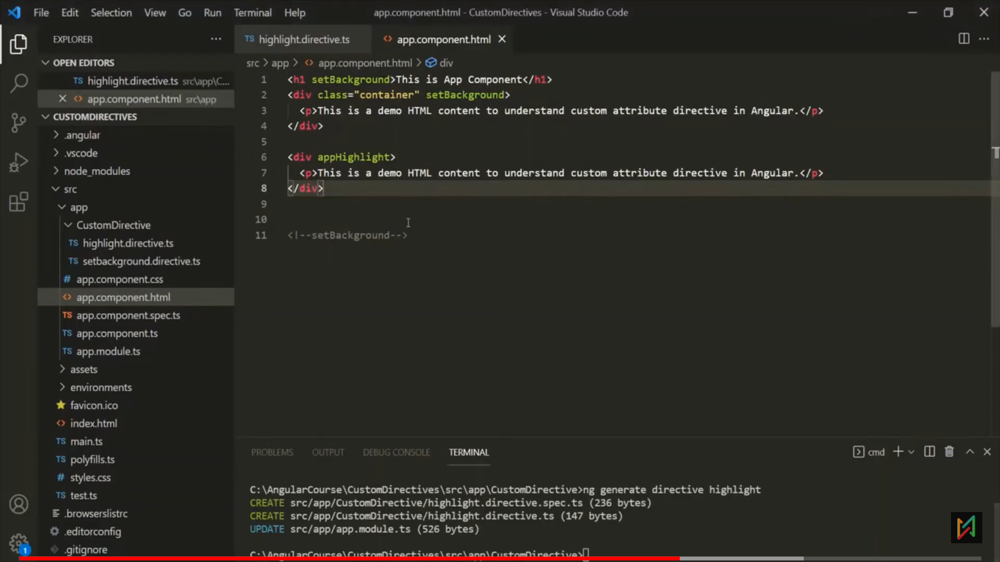 File Edit Selection View Go Run Terminal Help
app.component.html - CustomDirectives - Visual Studio Code
EXPLORER
OPEN EDITORS
TS highlight.directive.ts src\app\C...
<> app.component.html src\app
CUSTOMDIRECTIVES
.angular
.vscode
node_modules
src
app
CustomDirective
TS highlight.directive.ts
TS setbackground.directive.ts
# app.component.css
<> app.component.html
TS app.component.spec.ts
TS app.component.ts
TS app.module.ts
assets
environments
favicon.ico
<> index.html
TS main.ts
TS polyfills.ts
# styles.css
TS test.ts
.browserslistrc
.editorconfig
.gitignore
1
TS highlight.directive.ts
<> app.component.html
src > app > <> app.component.html > div
1 <h1 setBackground>This is App Component</h1>
2 <div class="container" setBackground>
3 <p>This is a demo HTML content to understand custom attribute directive in Angular.</p>
4 </div>
5
6 <div appHighlight>
7 <p>This is a demo HTML content to understand custom attribute directive in Angular.</p>
8 </div>
9
10
11 <!--setBackground-->
PROBLEMS OUTPUT DEBUG CONSOLE TERMINAL
cmd
C:\AngularCourse\CustomDirectives\src\app\CustomDirective>ng generate directive highlight
CREATE src/app/CustomDirective/highlight.directive.spec.ts (236 bytes)
CREATE src/app/CustomDirective/highlight.directive.ts (147 bytes)
UPDATE src/app/app.module.ts (526 bytes)
C:\AngularCourse\CustomDirectives\src\app\CustomDirective>